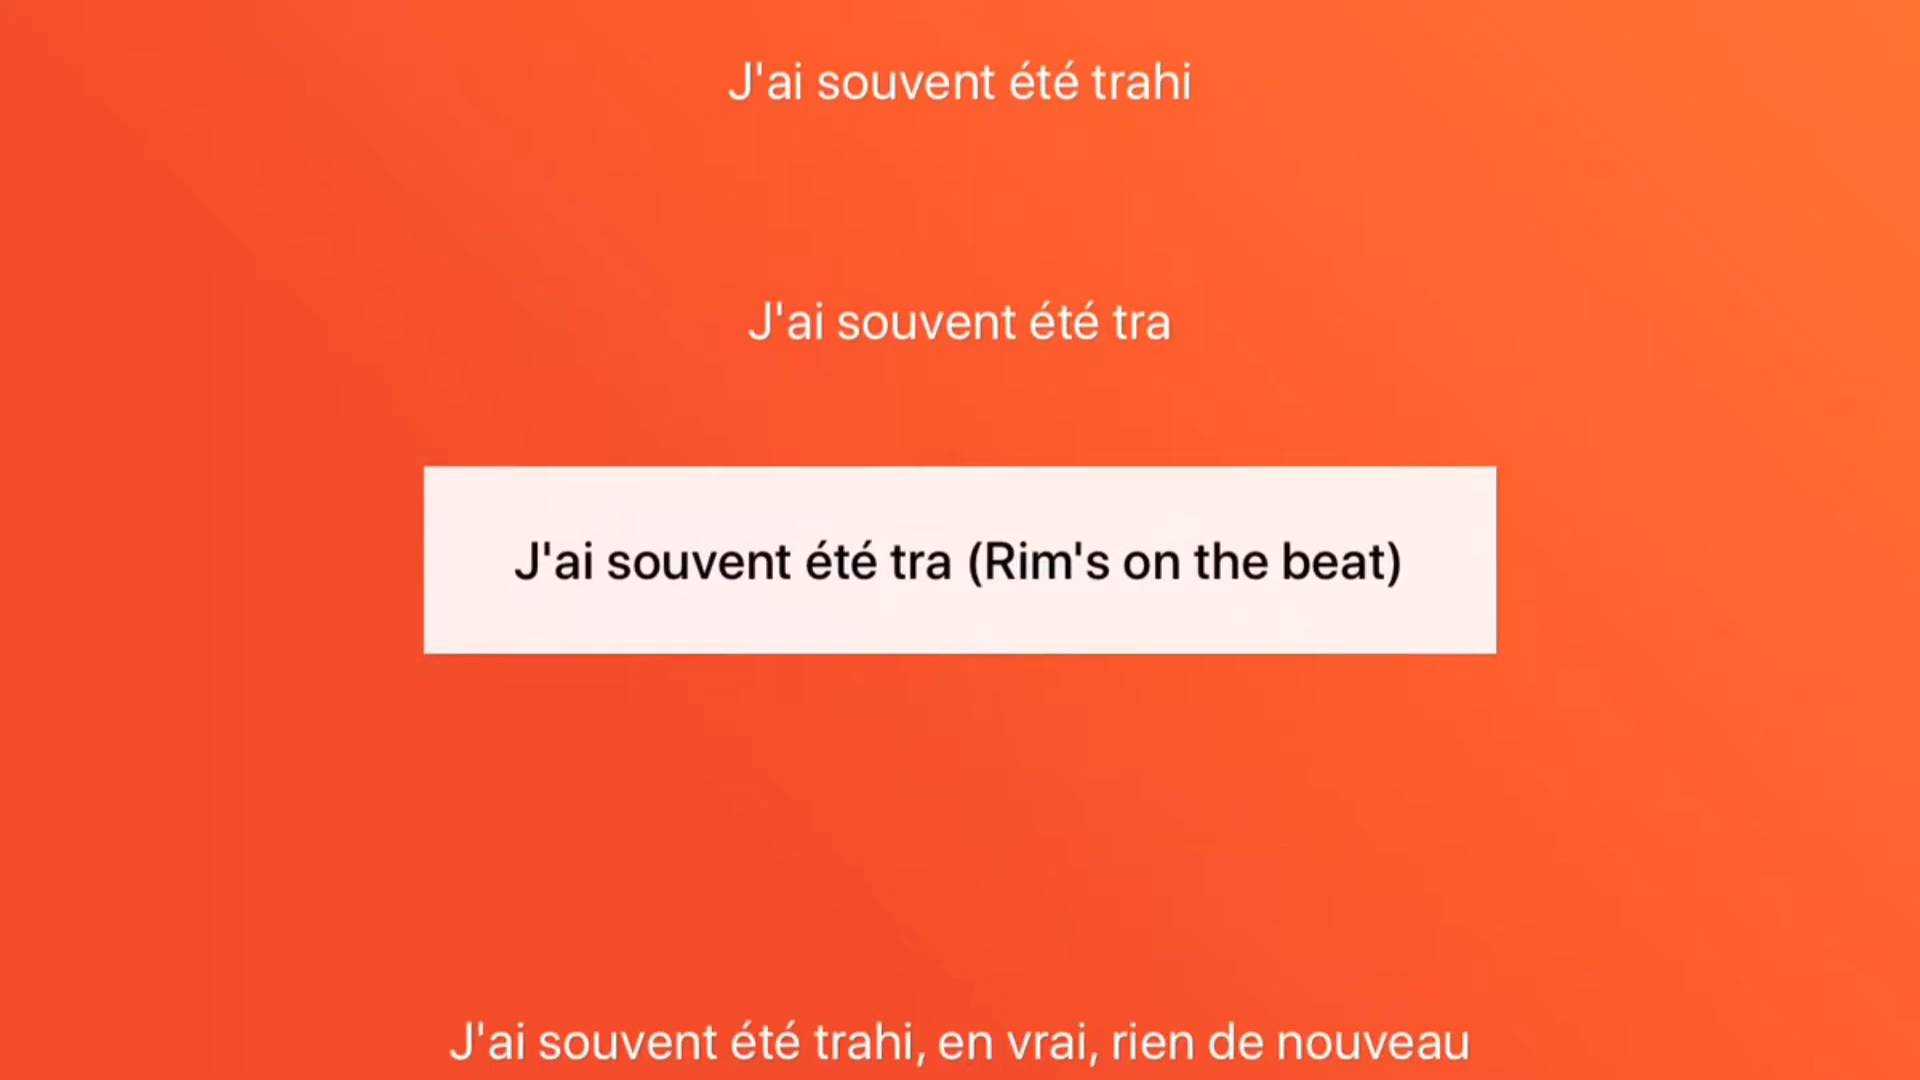 J'ai souvent été trahi
J'ai souvent été tra
J'ai souvent été tra (Rim's on the beat)
J'ai souvent été trahi, en vrai, rien de nouveau